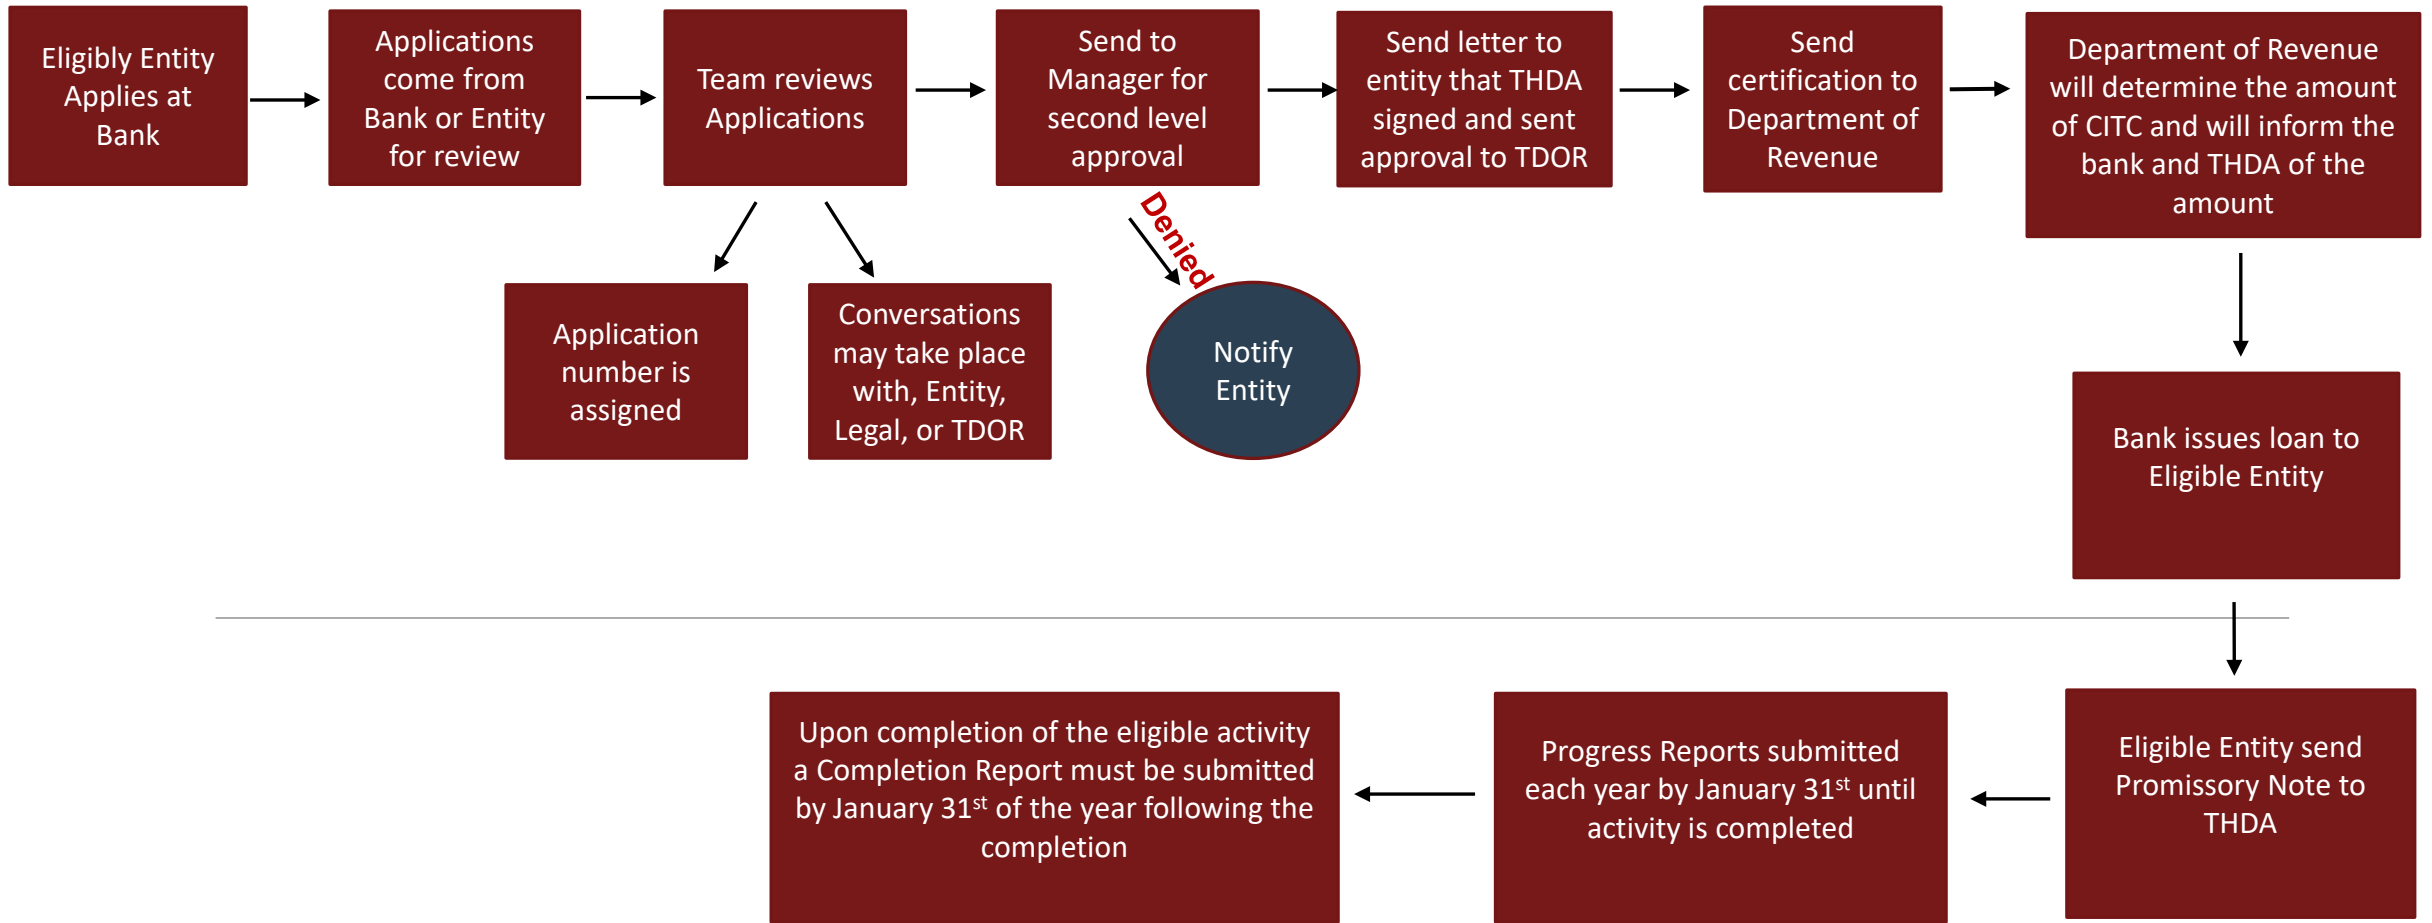 Eligibly Entity
Applies at
Bank
Applications
come from
Bank or Entity
for review
Team reviews
Applications
Send to
Manager for
second level
approval
Send letter to
entity that THDA
signed and sent
approval to TDOR
Send
certification to
Department of
Revenue
Department of Revenue
will determine the amount
of CITC and will inform the
bank and THDA of the
amount
Denied
Application
number is
assigned
Conversations
may take place
with, Entity,
Legal, or TDOR
Notify
Entity
Bank issues loan to
Eligible Entity
Eligible Entity send
Promissory Note to
THDA
Progress Reports submitted
each year by January 31st until
activity is completed
Upon completion of the eligible activity
a Completion Report must be submitted
by January 31st of the year following the
completion